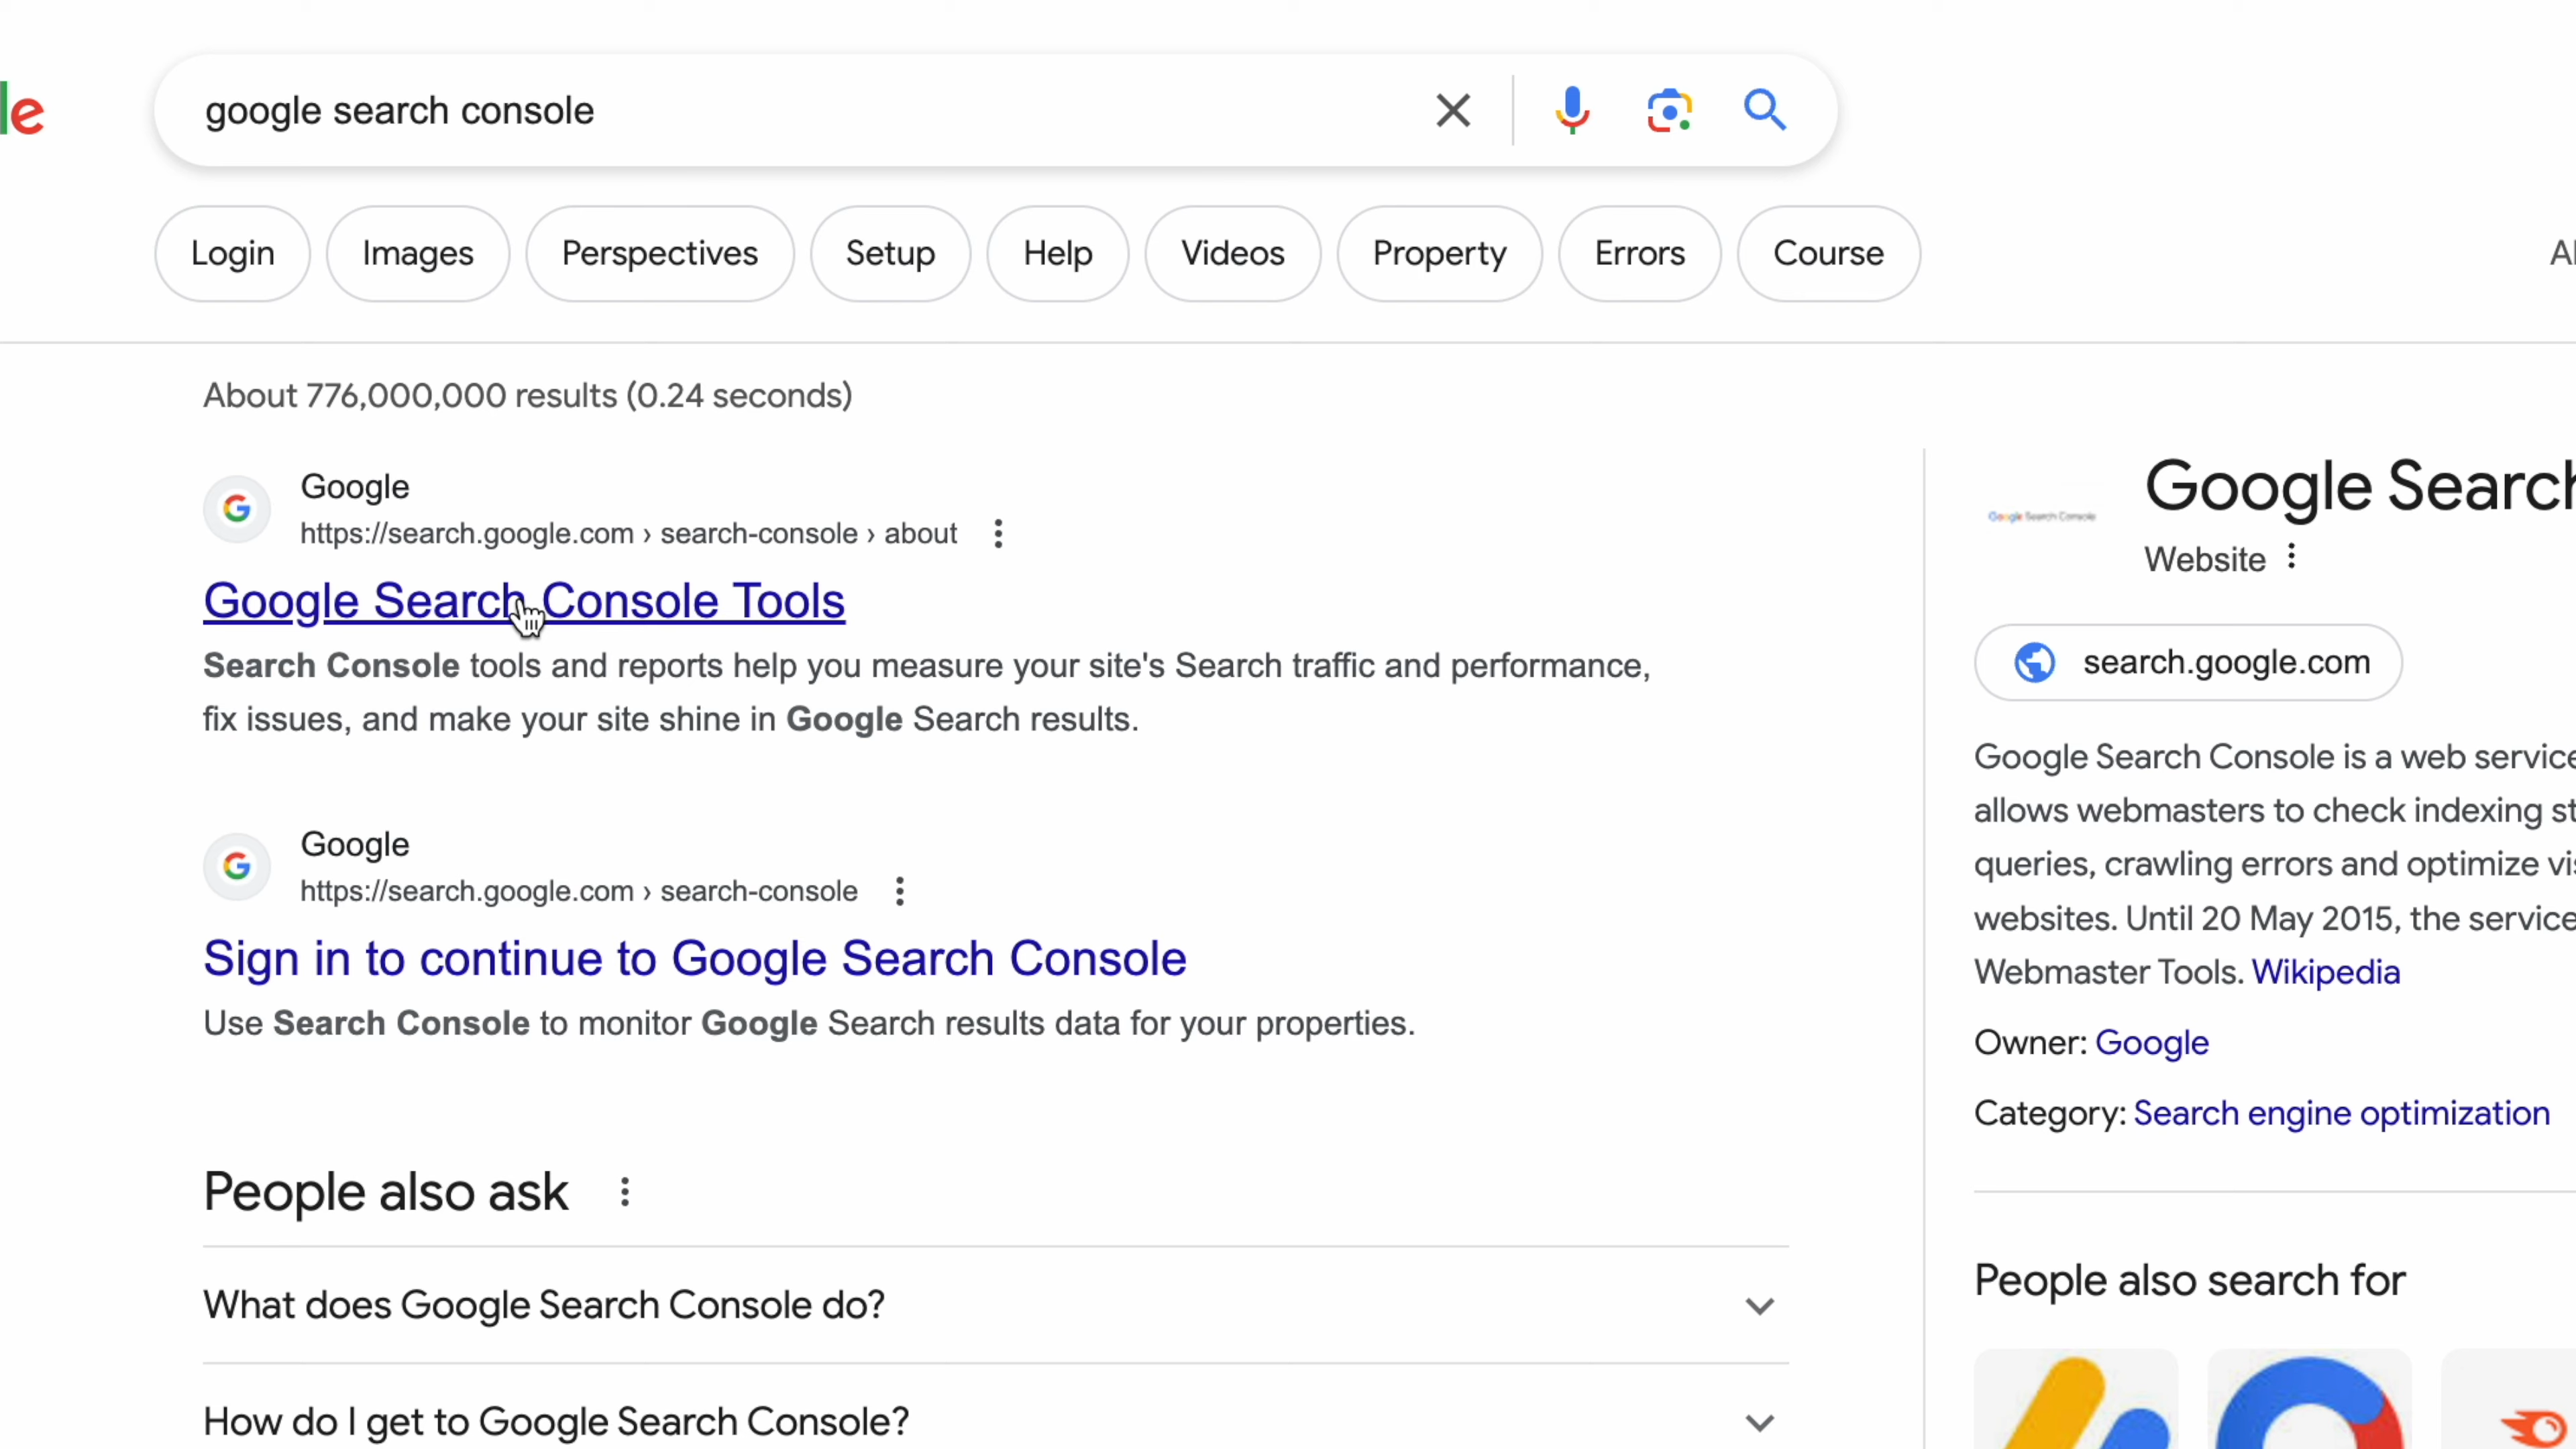 le
google search console
Login
Images
Perspectives
Setup
Help
Videos
Property
Errors
Course
About 776,000,000 results (0.24 seconds)
Google
https://search.google.com › search-console › about
Google Search Console Tools
Search Console tools and reports help you measure your site's Search traffic and performance,
fix issues, and make your site shine in Google Search results.
Google
https://search.google.com › search-console
Sign in to continue to Google Search Console
Use Search Console to monitor Google Search results data for your properties.
People also ask
What does Google Search Console do?
How do I get to Google Search Console?
Google Search
Google Search Console
Website
search.google.com
Google Search Console is a web service
allows webmasters to check indexing st
queries, crawling errors and optimize vis
websites. Until 20 May 2015, the service
Webmaster Tools. Wikipedia
Owner: Google
Category: Search engine optimization
People also search for